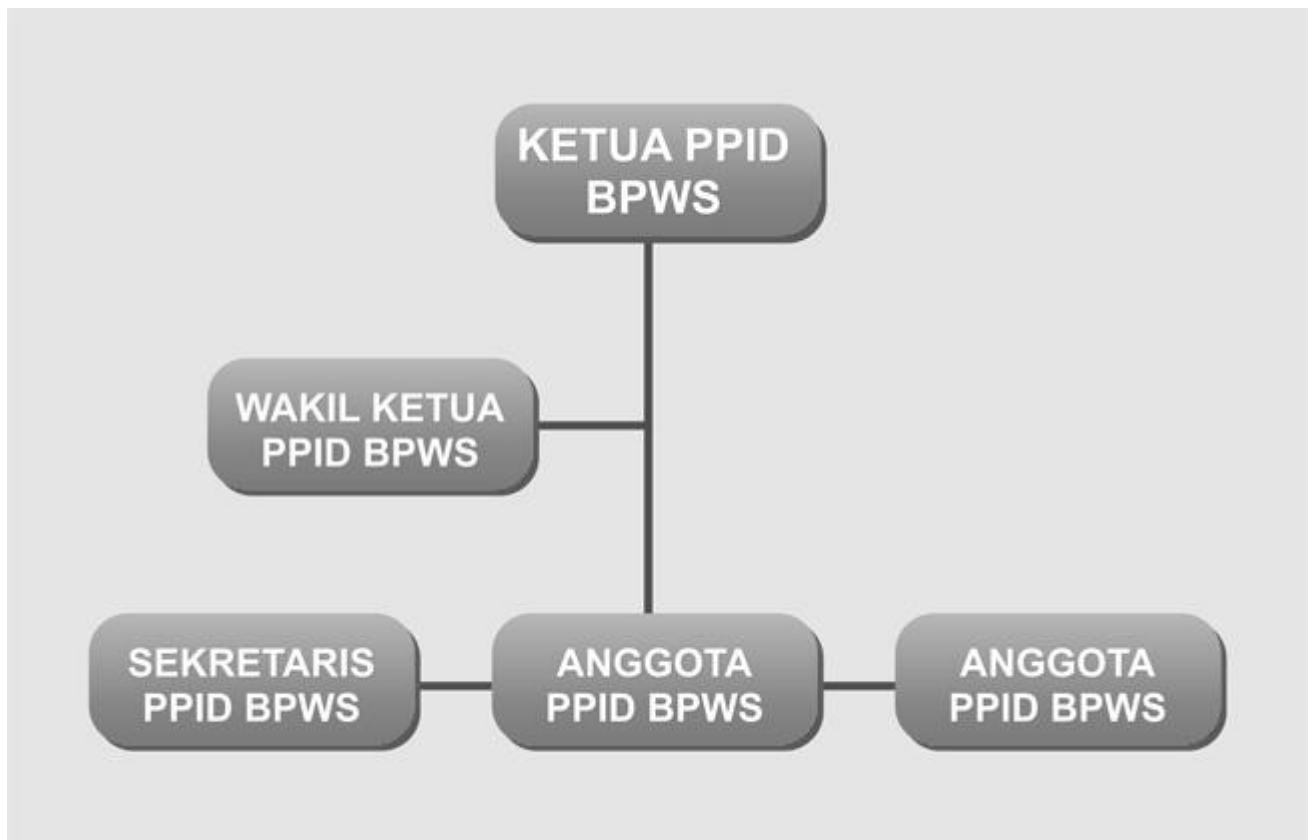 KETUA PPID
BPWS
WAKIL KETUA
PPID BPWS
SEKRETARIS
PPID BPWS
ANGGOTA
PPID BPWS
ANGGOTA
PPID BPWS